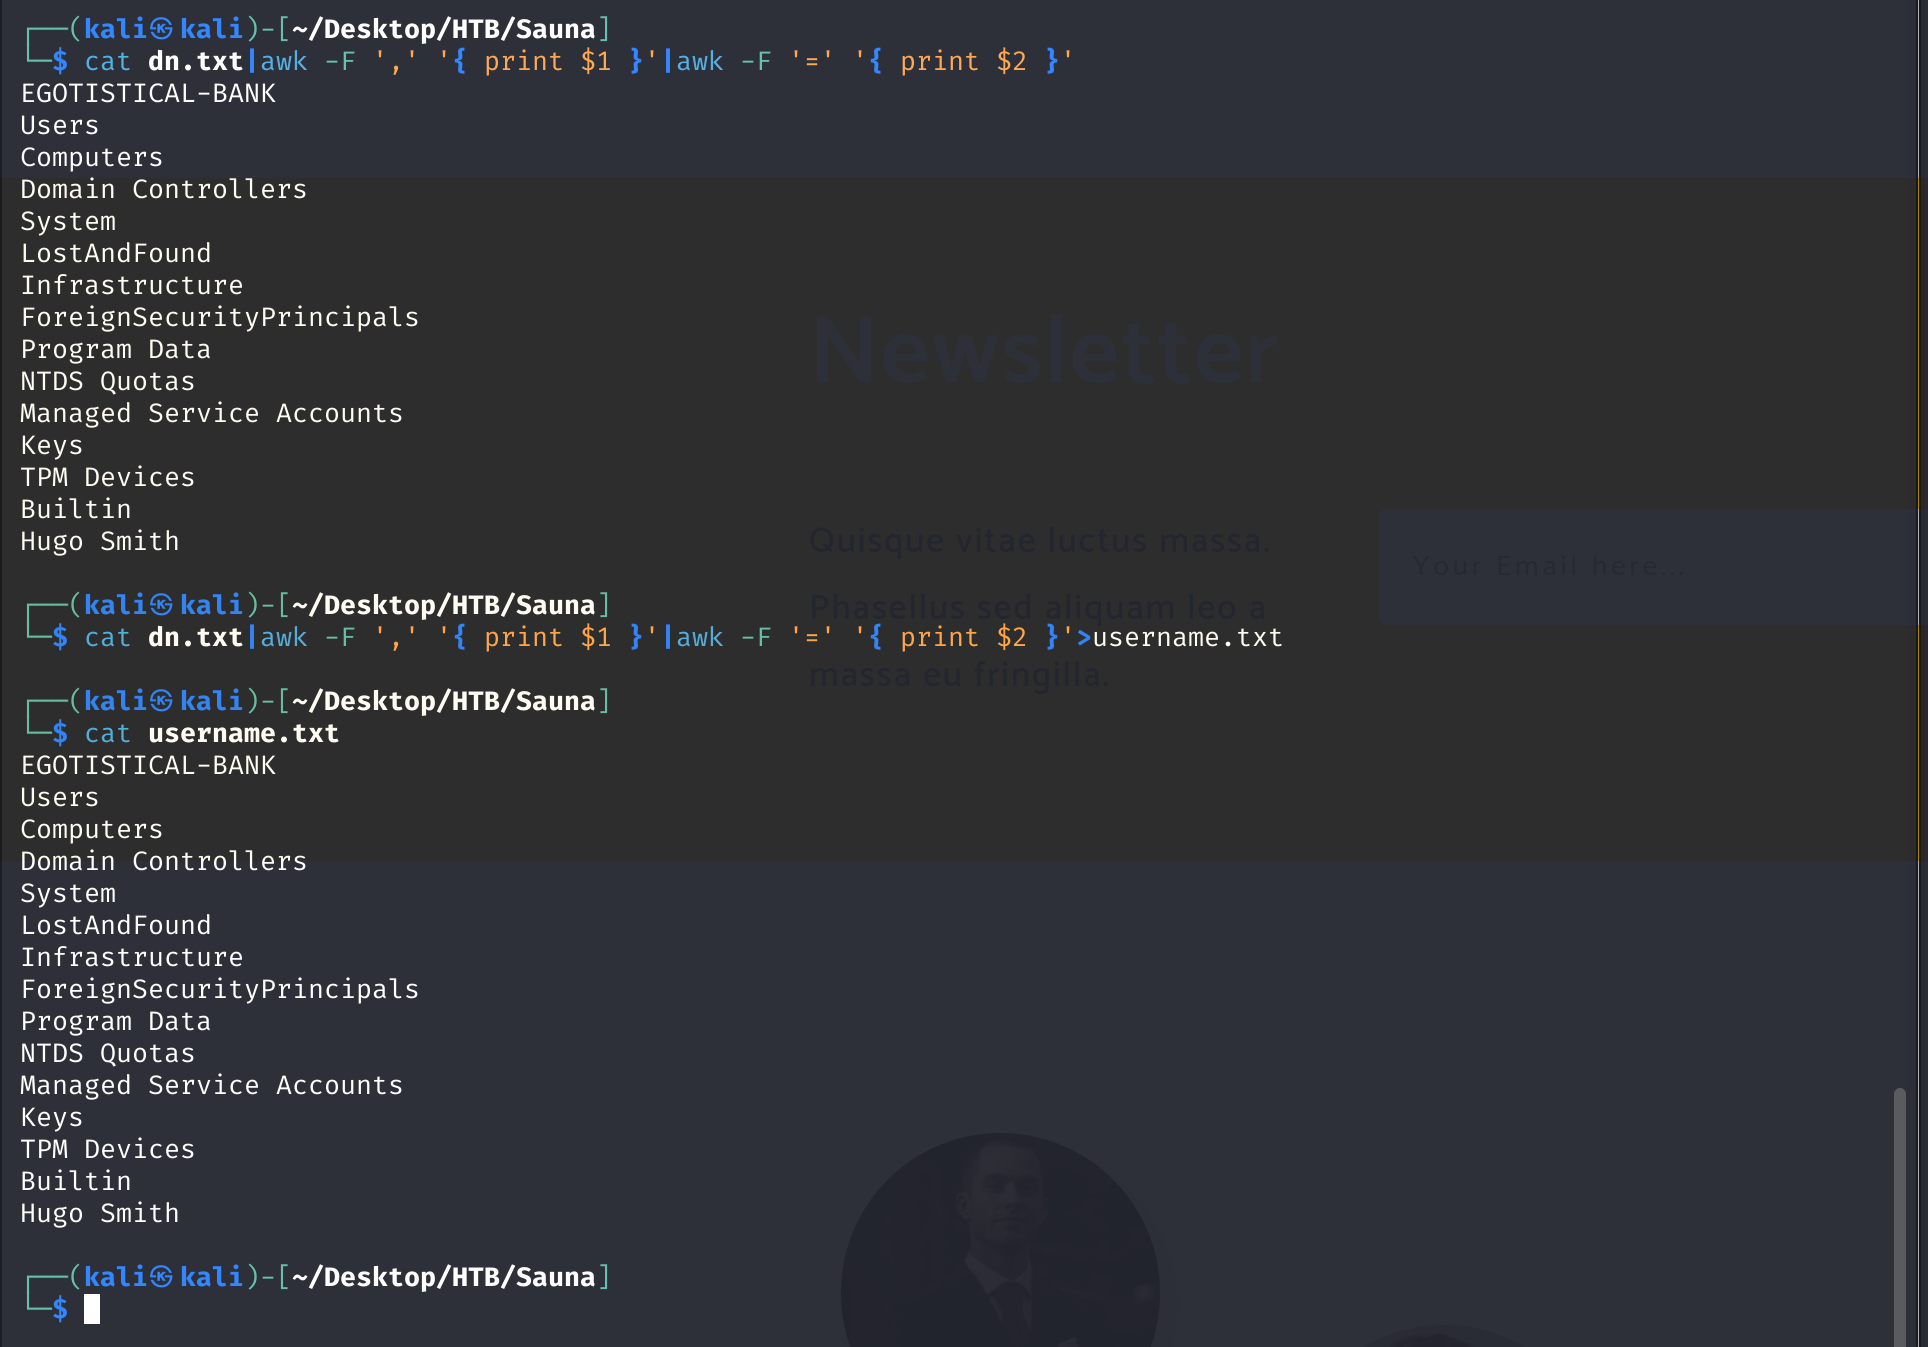 ┌──(kali㉿kali)-[~/Desktop/HTB/Sauna]
└─$ cat dn.txt|awk -F ',' '{ print $1 }'|awk -F '=' '{ print $2 }'
EGOTISTICAL-BANK
Users
Computers
Domain Controllers
System
LostAndFound
Infrastructure
ForeignSecurityPrincipals
Program Data
NTDS Quotas
Managed Service Accounts
Keys
TPM Devices
Builtin
Hugo Smith
┌──(kali㉿kali)-[~/Desktop/HTB/Sauna]
└─$ cat dn.txt|awk -F ',' '{ print $1 }'|awk -F '=' '{ print $2 }'>username.txt
┌──(kali㉿kali)-[~/Desktop/HTB/Sauna]
└─$ cat username.txt
EGOTISTICAL-BANK
Users
Computers
Domain Controllers
System
LostAndFound
Infrastructure
ForeignSecurityPrincipals
Program Data
NTDS Quotas
Managed Service Accounts
Keys
TPM Devices
Builtin
Hugo Smith
┌──(kali㉿kali)-[~/Desktop/HTB/Sauna]
└─$
Newsletter
Quisque vitae luctus massa.
Phasellus sed aliquam leo a
massa eu fringilla.
Your Email here...